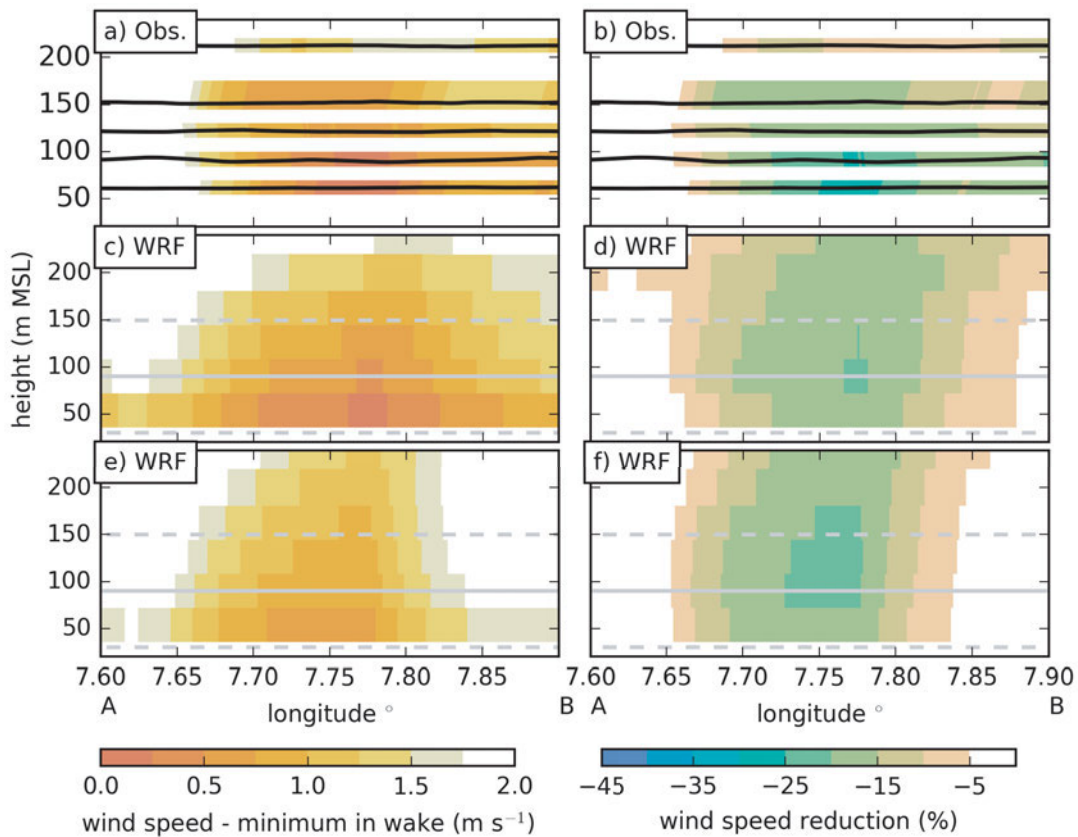 a) Obs.
b) Obs.
200
150
100
50
c) WRF
d) WRF
height (m MSL)
200
150
100
50
e) WRF
f) WRF
200
150
100
50
7.60 7.65 7.70 7.75 7.80 7.85 7.60 7.65 7.70 7.75 7.80 7.85 7.90
A longitude ° B A longitude ° B
0.0 0.5 1.0 1.5 2.0
−45 −35 −25 −15 −5
wind speed - minimum in wake (m s⁻¹)
wind speed reduction (%)